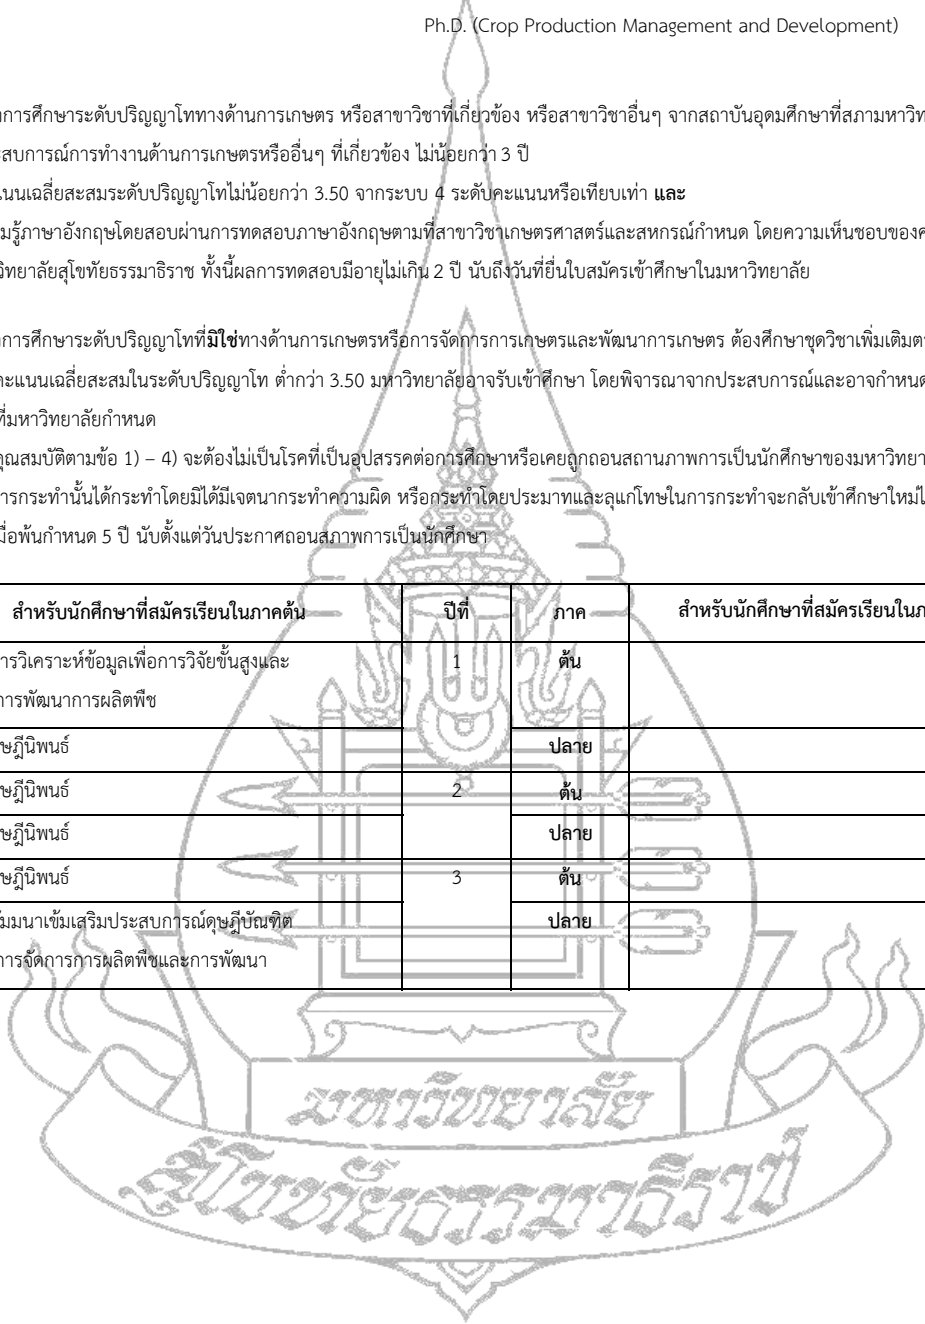 Ph.D. (Crop Production Management and Development)
การศึกษาระดับปริญญาโททางด้านการเกษตร หรือสาขาวิชาที่เกี่ยวข้อง หรือสาขาวิชาอื่นๆ จากสถาบันอุดมศึกษาที่สภามหาวิท
ะสบการณ์การทำงานด้านการเกษตรหรืออื่นๆ ที่เกี่ยวข้อง ไม่น้อยกว่า 3 ปี
แนนเฉลี่ยสะสมระดับปริญญาโทไม่น้อยกว่า 3.50 จากระบบ 4 ระดับคะแนนหรือเทียบเท่า และ
มรู้ภาษาอังกฤษโดยสอบผ่านการทดสอบภาษาอังกฤษตามที่สาขาวิชาเกษตรศาสตร์และสหกรณ์กำหนด โดยความเห็นชอบของค
วิทยาลัยสุโขทัยธรรมาธิราช ทั้งนี้ผลการทดสอบมีอายุไม่เกิน 2 ปี นับถึงวันที่ยื่นใบสมัครเข้าศึกษาในมหาวิทยาลัย
การศึกษาระดับปริญญาโทที่มิใช่ทางด้านการเกษตรหรือการจัดการการเกษตรและพัฒนาการเกษตร ต้องศึกษาชุดวิชาเพิ่มเติมต
คะแนนเฉลี่ยสะสมในระดับปริญญาโท ต่ำกว่า 3.50 มหาวิทยาลัยอาจรับเข้าศึกษา โดยพิจารณาจากประสบการณ์และอาจกำหนด
ที่มหาวิทยาลัยกำหนด
คุณสมบัติตามข้อ 1) – 4) จะต้องไม่เป็นโรคที่เป็นอุปสรรคต่อการศึกษาหรือเคยถูกถอนสถานภาพการเป็นนักศึกษาของมหาวิทยา
การกระทำนั้นได้กระทำโดยมิได้มีเจตนากระทำความผิด หรือกระทำโดยประมาทและลุแก่โทษในการกระทำจะกลับเข้าศึกษาใหม่ไ
มื่อพ้นกำหนด 5 ปี นับตั้งแต่วันประกาศถอนสภาพการเป็นนักศึกษา
สำหรับนักศึกษาที่สมัครเรียนในภาคต้น ปีที่ ภาค สำหรับนักศึกษาที่สมัครเรียนในภ
ารวิเคราะห์ข้อมูลเพื่อการวิจัยขั้นสูงและ 1 ต้น
การพัฒนาการผลิตพืช
ษฎีนิพนธ์ ปลาย
ษฎีนิพนธ์ 2 ต้น
ษฎีนิพนธ์ ปลาย
ษฎีนิพนธ์ 3 ต้น
ัมมนาเข้มเสริมประสบการณ์ดุษฎีบัณฑิต ปลาย
การจัดการการผลิตพืชและการพัฒนา
มหาวิทยาลัย
สุโขทัยธรรมาธิราช